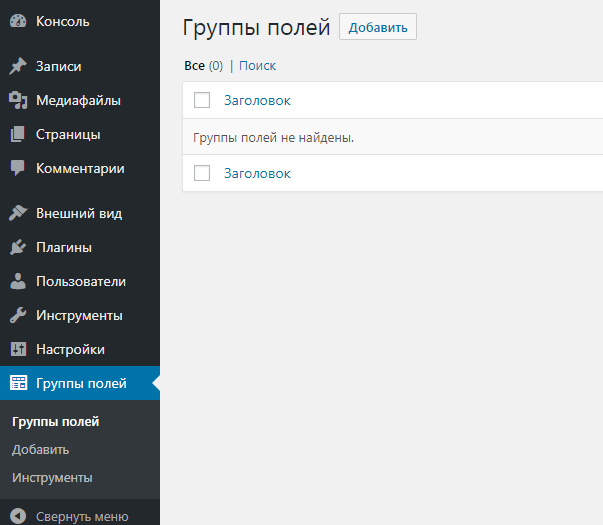 Консоль
Записи
Медиафайлы
Страницы
Комментарии
Внешний вид
Плагины
Пользователи
Инструменты
Настройки
Группы полей
Группы полей
Добавить
Инструменты
Свернуть меню
Группы полей Добавить
Все (0) | Поиск
Заголовок
Группы полей не найдены.
Заголовок